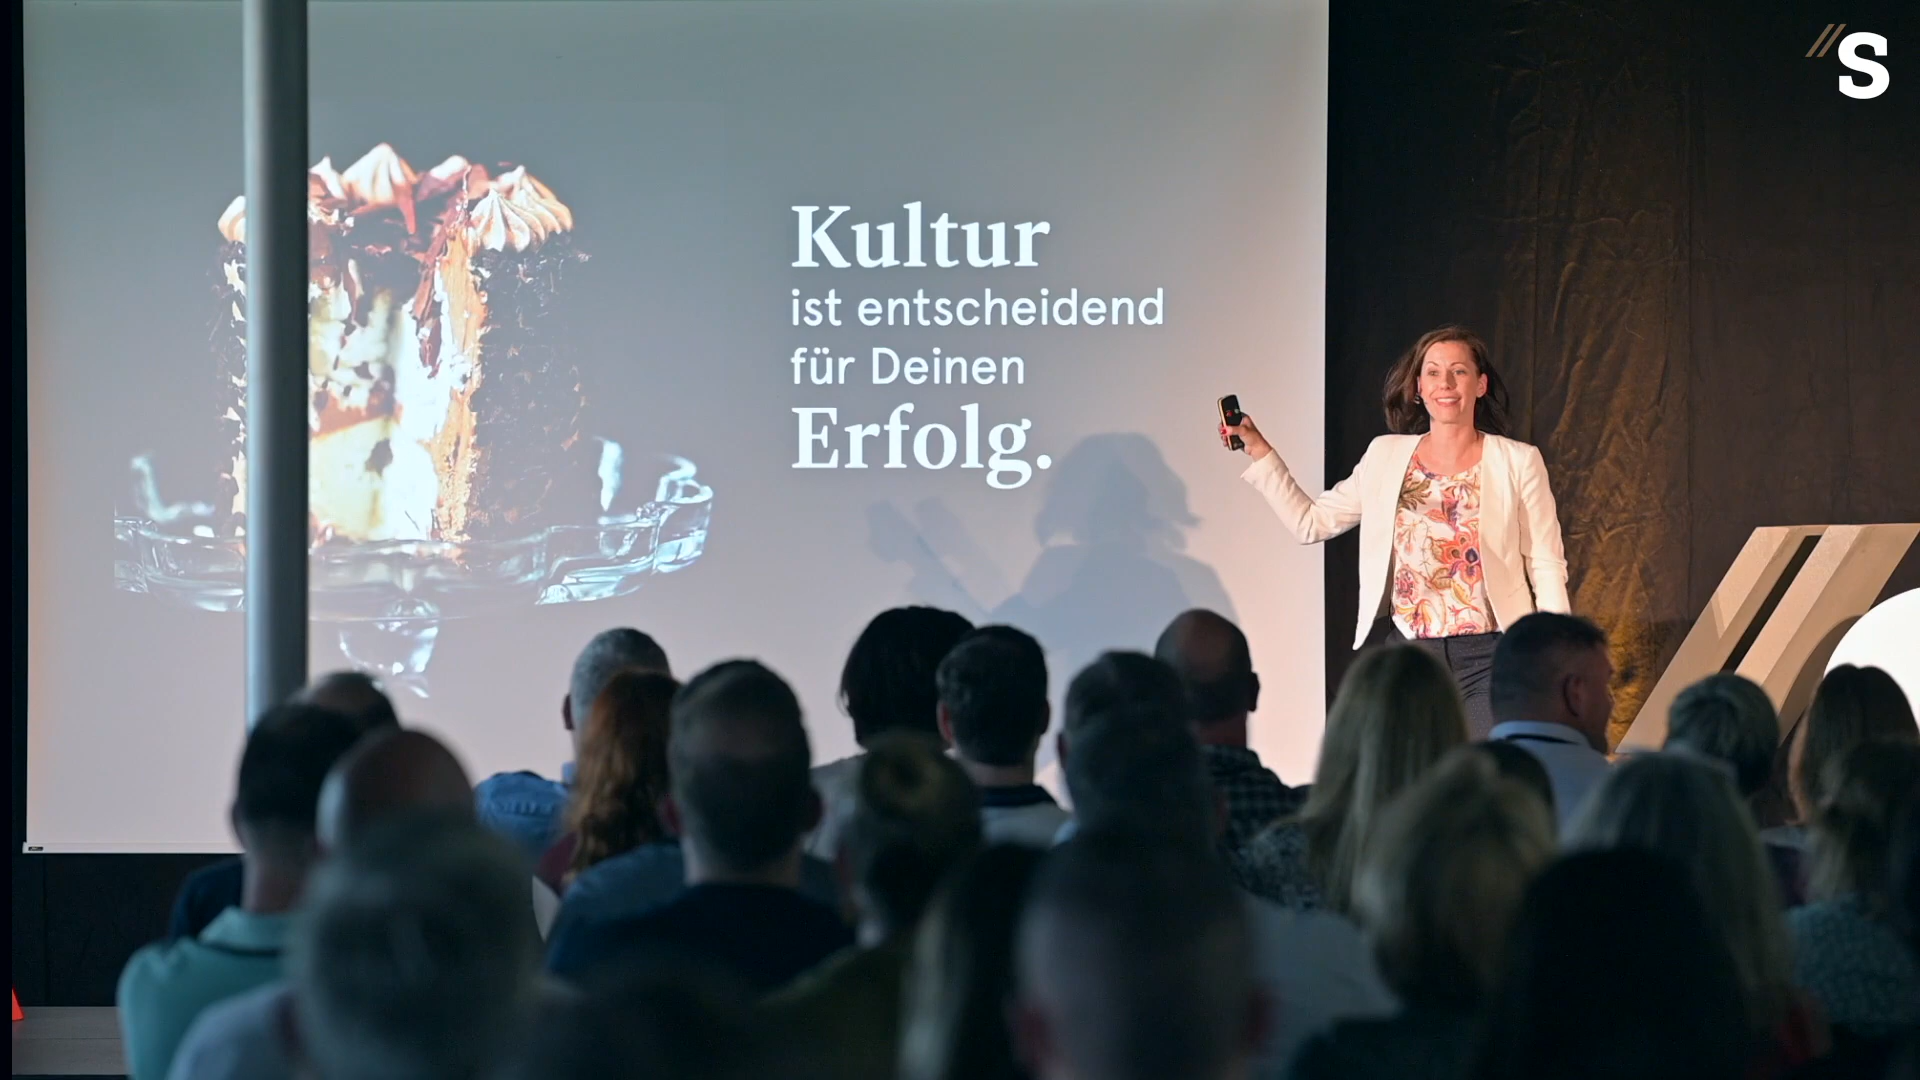 Kultur
ist entscheidend
für Deinen
Erfolg.
//S